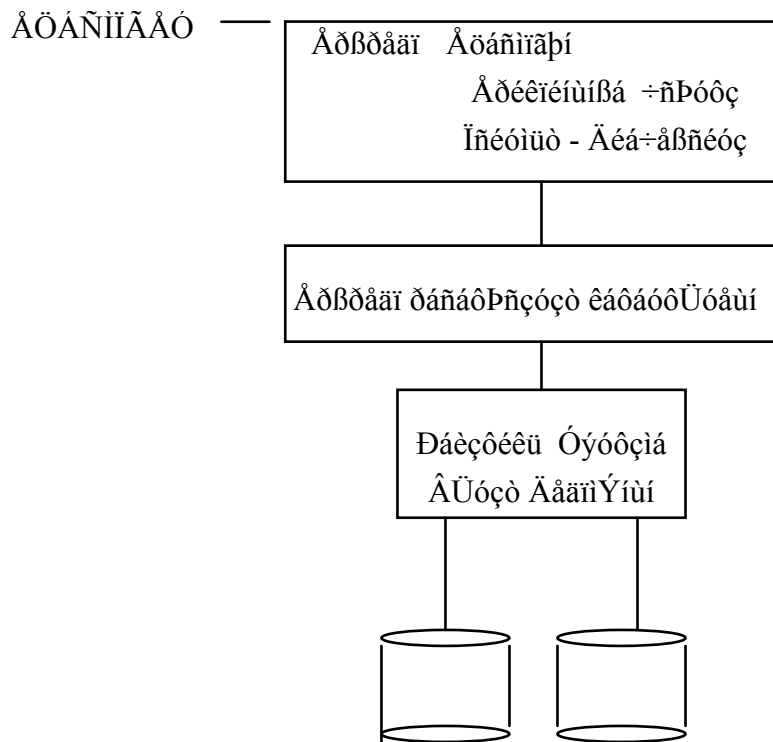 ÅÖÁÑÌÏÃÅÓ
Åðßðåäï Åöáñìïãþí
Åðéêïéíùíßá ÷ñÞóôç
Ïñéóìüò - Äéá÷åßñéóç
Åðßðåäï ðáñáôÞñçóçò êáôáóôÜóåùí
Ðáèçôéêü Óýóôçìá
ÂÜóçò ÄåäïìÝíùí